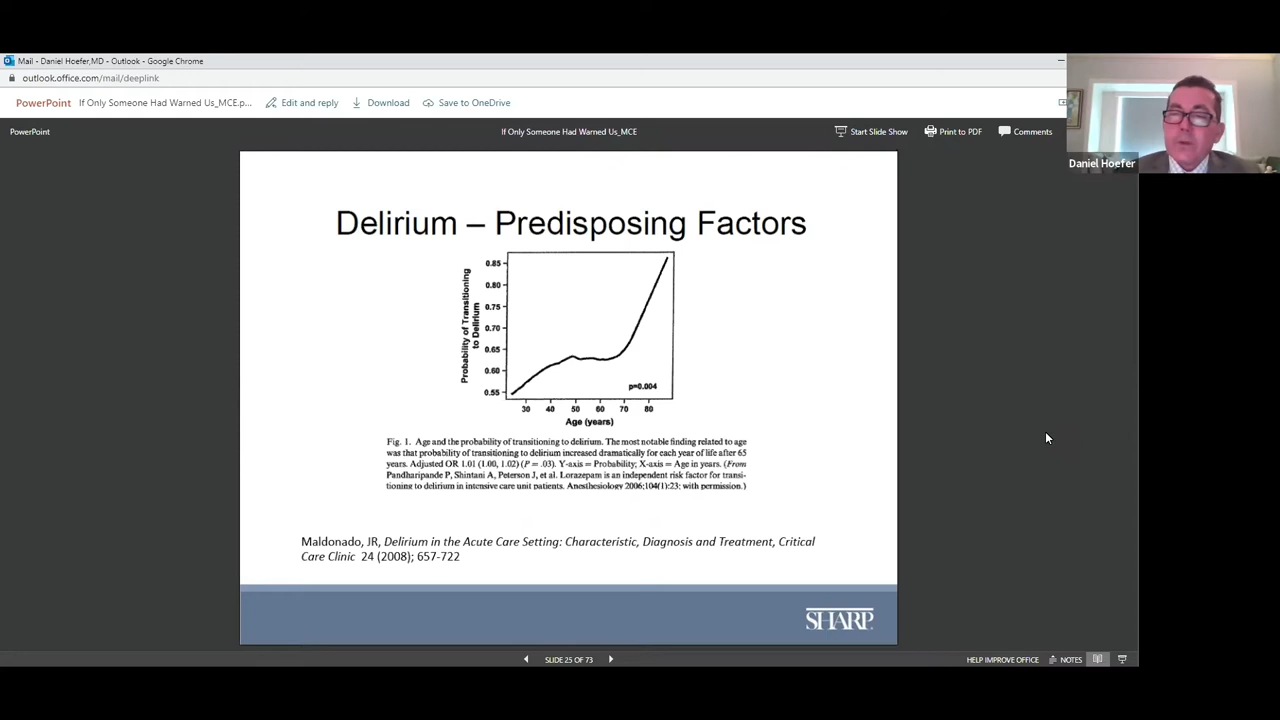 Mail - Daniel Hoefer,MD - Outlook - Google Chrome
outlook.office.com/mail/deeplink
PowerPoint If Only Someone Had Warned Us_MCE.p... Edit and reply Download Save to OneDrive
PowerPoint If Only Someone Had Warned Us_MCE Start Slide Show Print to PDF Comments
Daniel Hoefer
Delirium – Predisposing Factors
Probability of Transitioning
to Delirium
0.85
0.80
0.75
0.70
0.65
0.60
0.55
p=0.004
30 40 50 60 70 80
Age (years)
Fig. 1. Age and the probability of transitioning to delirium. The most notable finding related to age
was that probability of transitioning to delirium increased dramatically for each year of life after 65
years. Adjusted OR 1.01 (1.00, 1.02) (P = .03). Y-axis = Probability; X-axis = Age in years. (From
Pandharipande P, Shintani A, Peterson J, et al. Lorazepam is an independent risk factor for transi-
tioning to delirium in intensive care unit patients. Anesthesiology 2006;104(1):23; with permission.)
Maldonado, JR, Delirium in the Acute Care Setting: Characteristic, Diagnosis and Treatment, Critical
Care Clinic 24 (2008); 657-722
SHARP
SLIDE 25 OF 73
HELP IMPROVE OFFICE NOTES